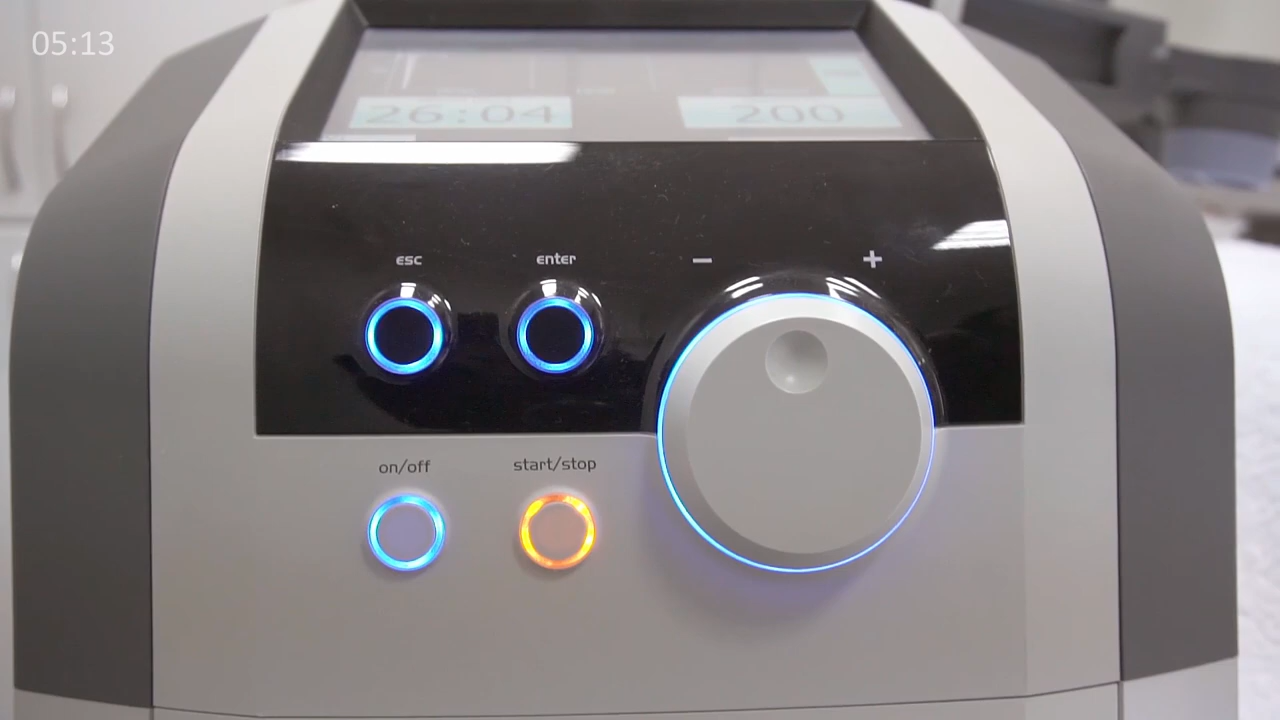 05:13
26:04 200
esc enter − +
on/off start/stop